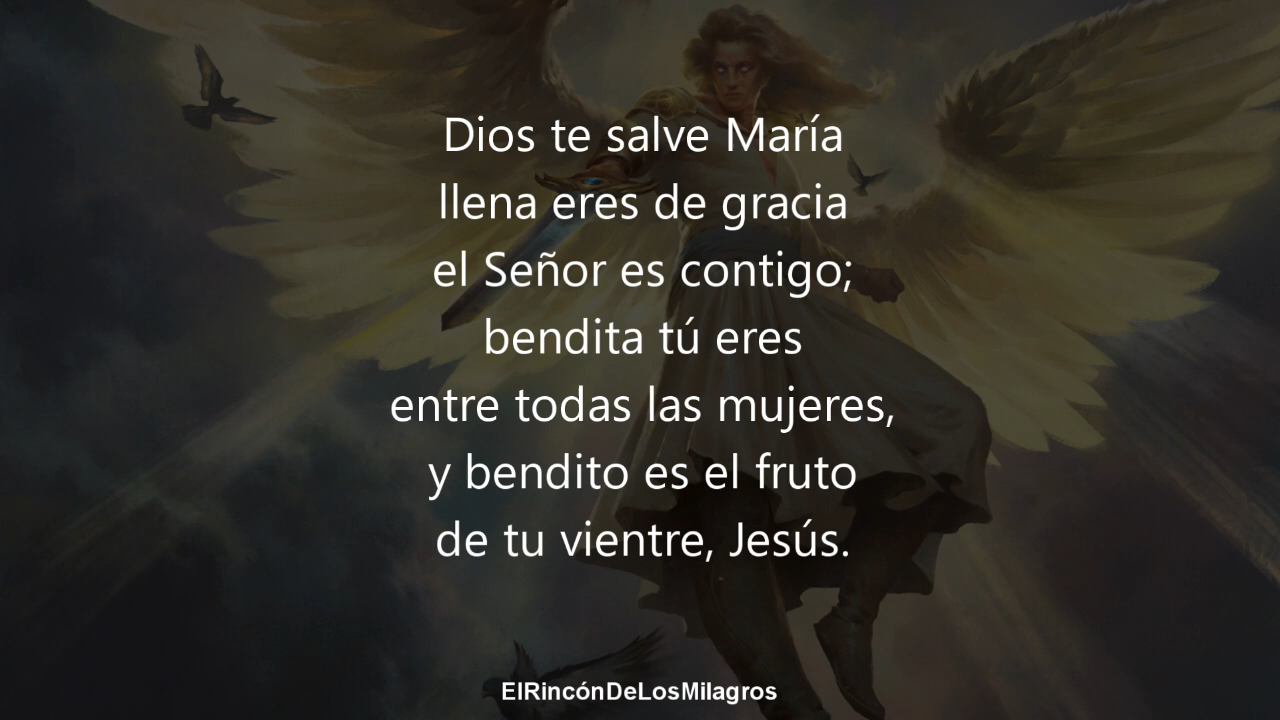 Dios te salve María
llena eres de gracia
el Señor es contigo;
bendita tú eres
entre todas las mujeres,
y bendito es el fruto
de tu vientre, Jesús.
ElRincónDeLosMilagros